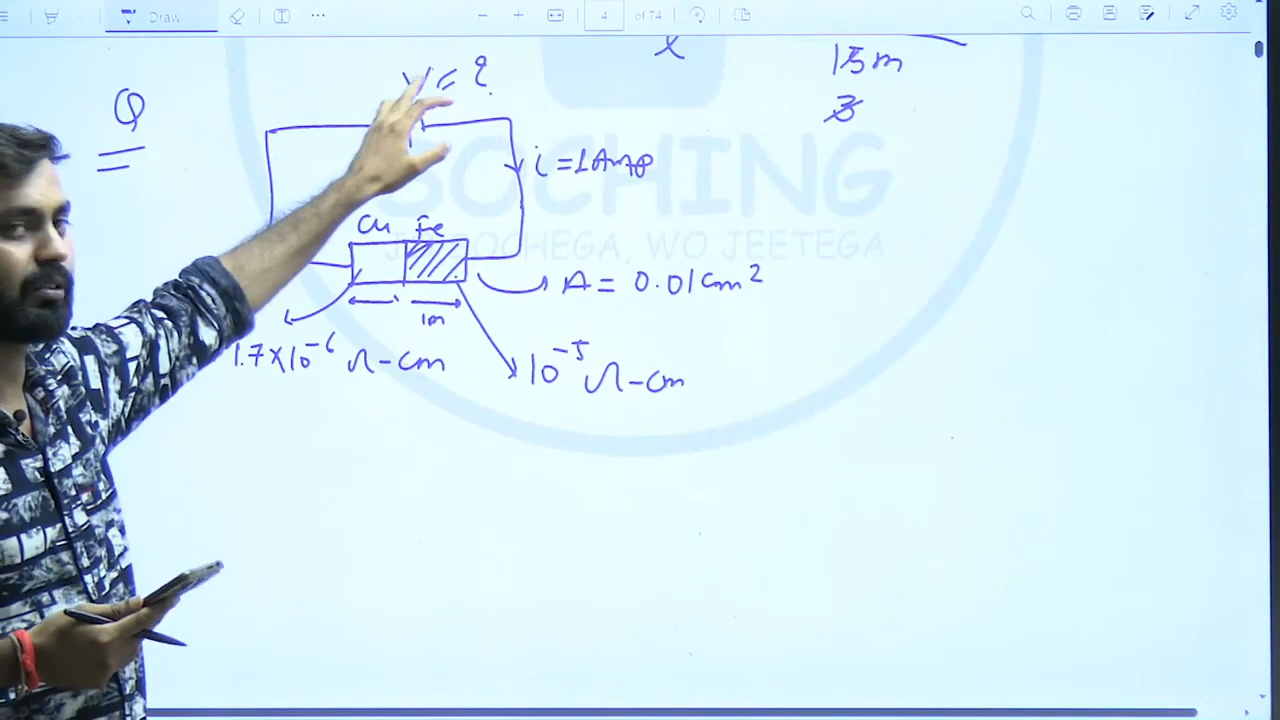 Draw
4 of 74
x
15m
V = ?
Q
i = 1 Amp
SOCHING
Cu Fe
JO SOCHEGA, WO JEETEGA
A = 0.01 cm²
1m
1.7×10⁻⁶ Ω-cm
10⁻⁵ Ω-cm